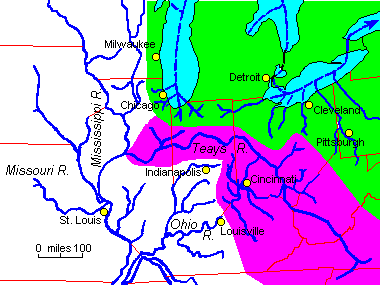 Milwaukee
Detroit
Chicago
Cleveland
Mississippi R.
Pittsburgh
Teays R.
Missouri R.
Indianapolis
Cincinnati
St. Louis
Ohio
R.
Louisville
0 miles 100